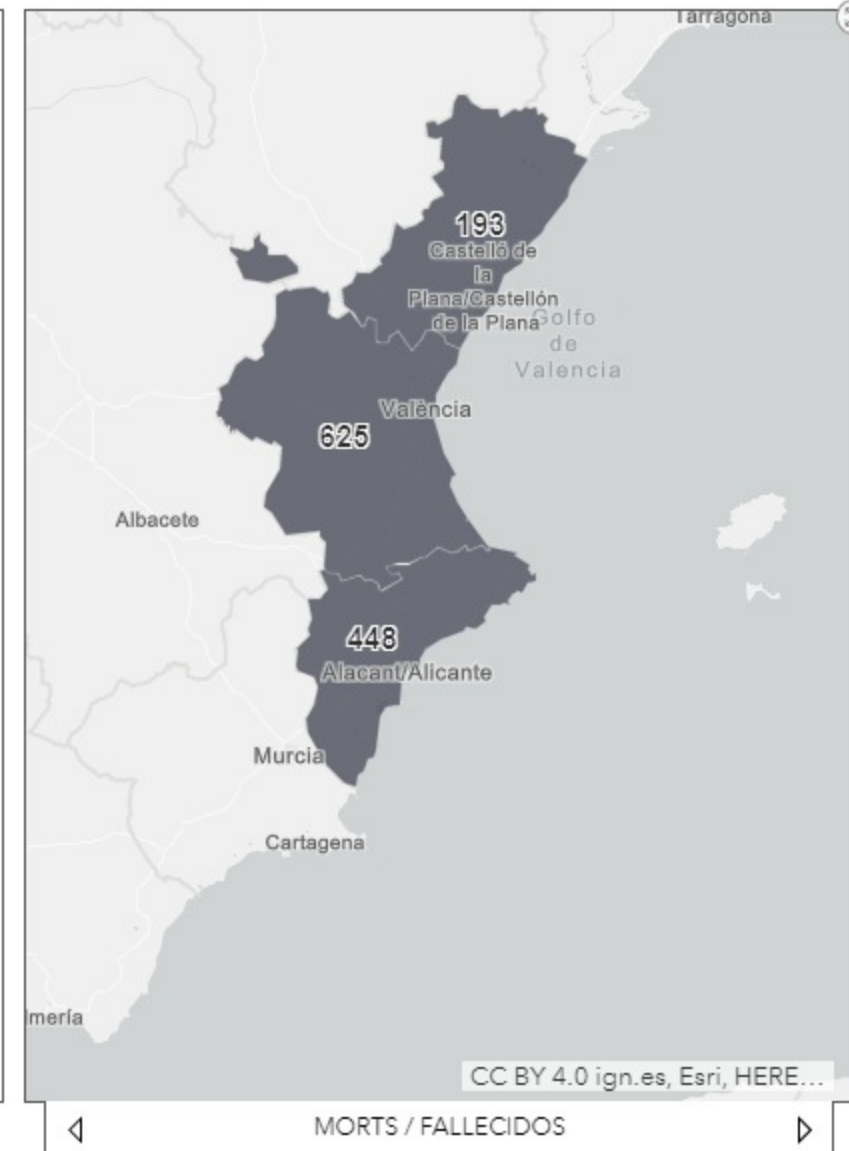 Tarragona
193
Castelló de
la
Plana/Castellón
de la Plana
Golfo
de
Valencia
València
625
Albacete
448
Alacant/Alicante
Murcia
Cartagena
mería
CC BY 4.0 ign.es, Esri, HERE...
MORTS / FALLECIDOS